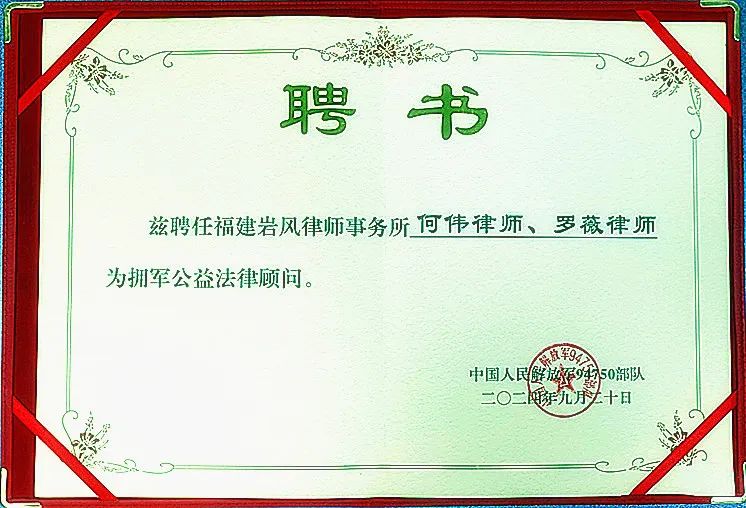 聘书
兹聘任福建岩风律师事务所何伟律师、罗薇律师
为拥军公益法律顾问。
中国人民解放军94750部队
二〇二四年九月二十日